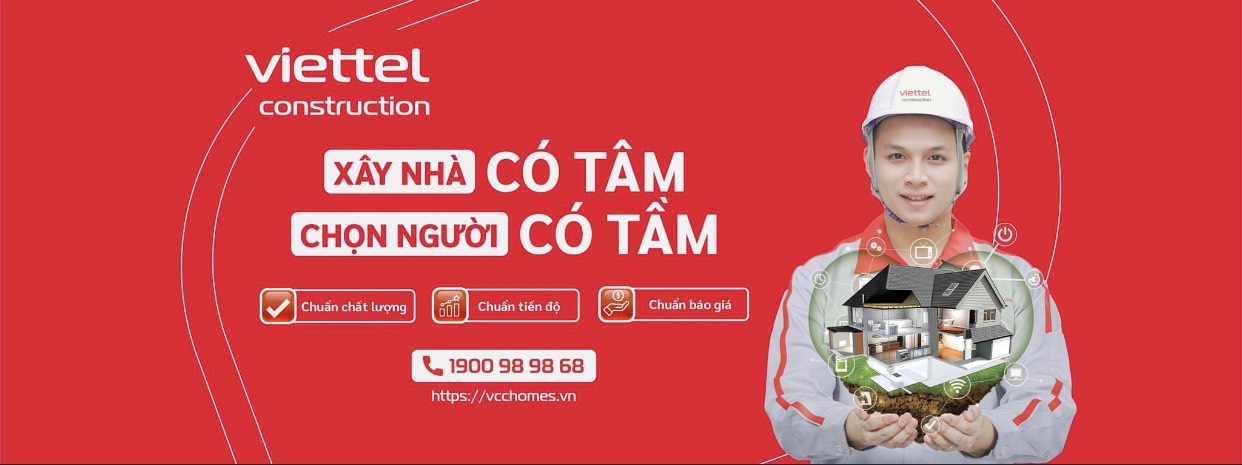 viettel
construction
XÂY NHÀ CÓ TÂM
CHỌN NGƯỜI CÓ TẦM
Chuẩn chất lượng
Chuẩn tiến độ
Chuẩn báo giá
1900 98 98 68
https://vcchomes.vn
viettel
construction